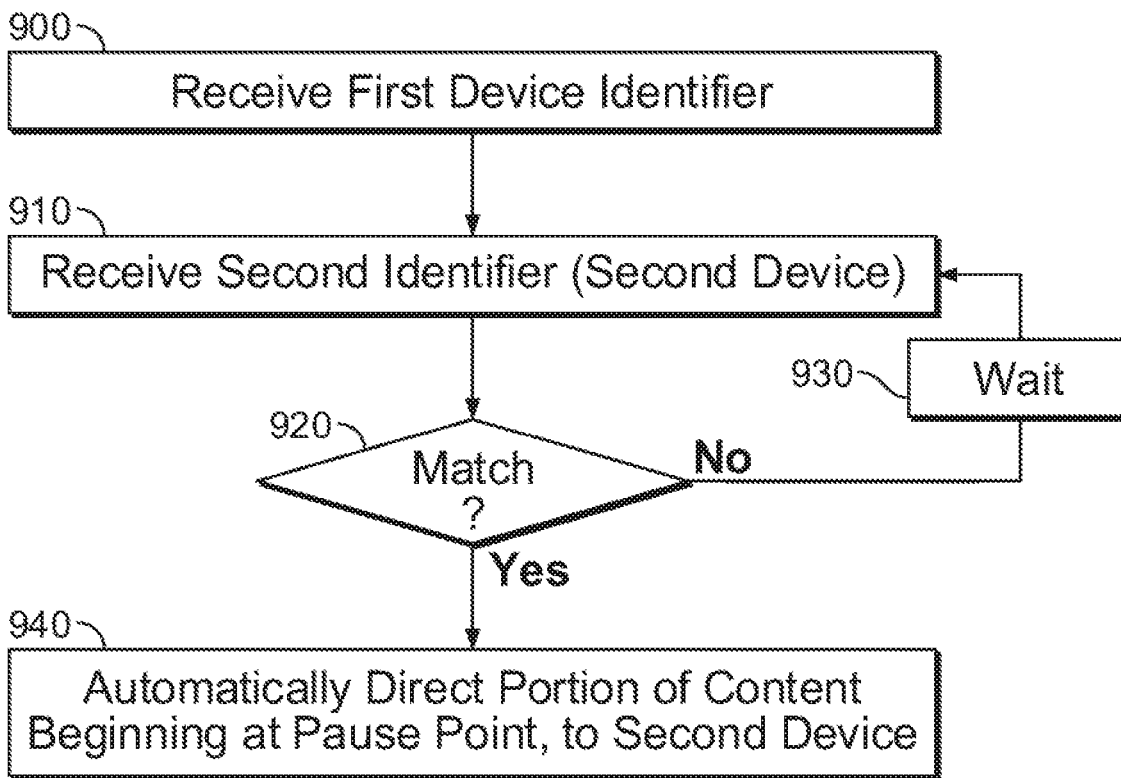 900
Receive First Device Identifier
910
Receive Second Identifier (Second Device)
930
Wait
920
Match
?
No
Yes
940
Automatically Direct Portion of Content
Beginning at Pause Point, to Second Device